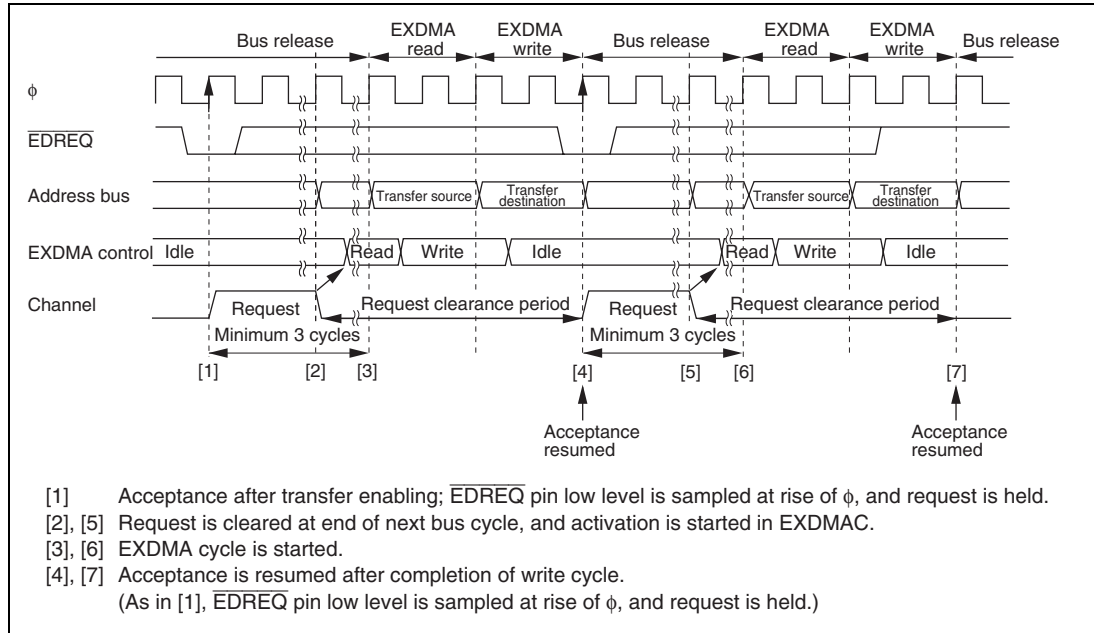 Bus release
EXDMA read
EXDMA write
Bus release
EXDMA read
EXDMA write
Bus release
ϕ
EDREQ
Address bus
Transfer source
Transfer destination
Transfer source
Transfer destination
EXDMA control
Idle
Read
Write
Idle
Read
Write
Idle
Channel
Request
Request clearance period
Request
Request clearance period
Minimum 3 cycles
Minimum 3 cycles
[1]
[2]
[3]
[4]
[5]
[6]
[7]
Acceptance resumed
Acceptance resumed
[1] Acceptance after transfer enabling; EDREQ pin low level is sampled at rise of ϕ, and request is held.
[2], [5] Request is cleared at end of next bus cycle, and activation is started in EXDMAC.
[3], [6] EXDMA cycle is started.
[4], [7] Acceptance is resumed after completion of write cycle.
(As in [1], EDREQ pin low level is sampled at rise of ϕ, and request is held.)